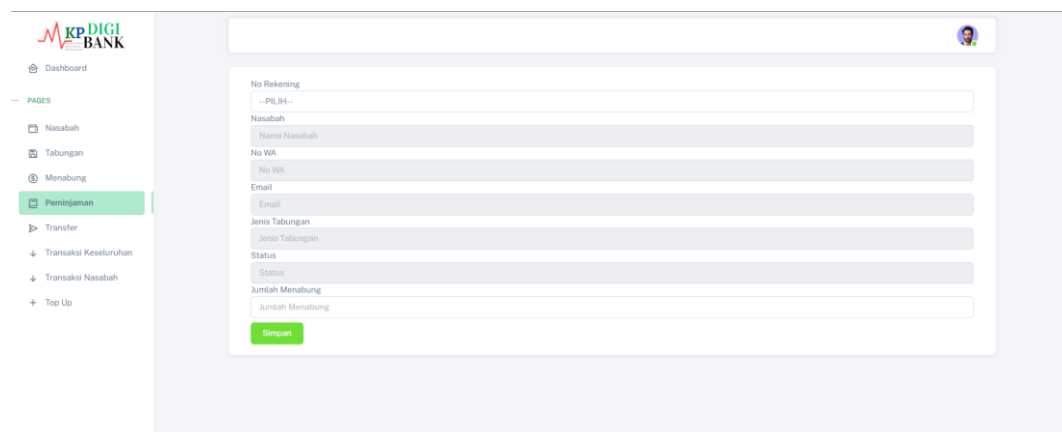 KP DIGI
BANK
Dashboard
PAGES
Nasabah
Tabungan
Menabung
Peminjaman
Transfer
Transaksi Keseluruhan
Transaksi Nasabah
Top Up
No Rekening
--PILIH--
Nasabah
Nama Nasabah
No WA
No WA
Email
Email
Jenis Tabungan
Jenis Tabungan
Status
Status
Jumlah Menabung
Jumlah Menabung
Simpan